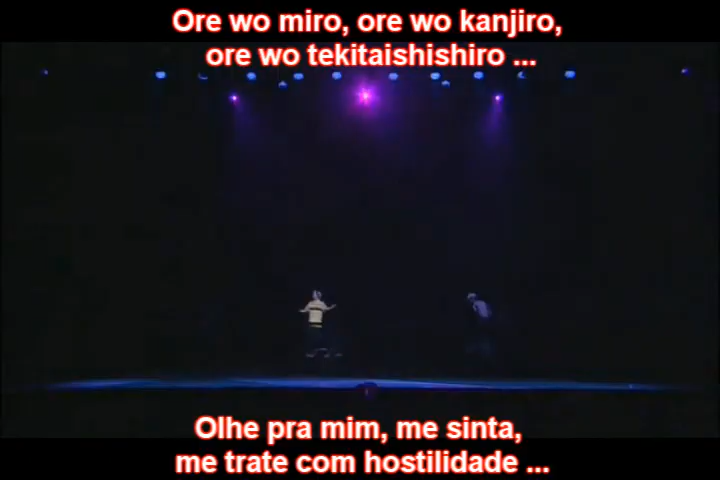 Ore wo miro, ore wo kanjiro,
ore wo tekitaishishiro ...
Olhe pra mim, me sinta,
me trate com hostilidade ...